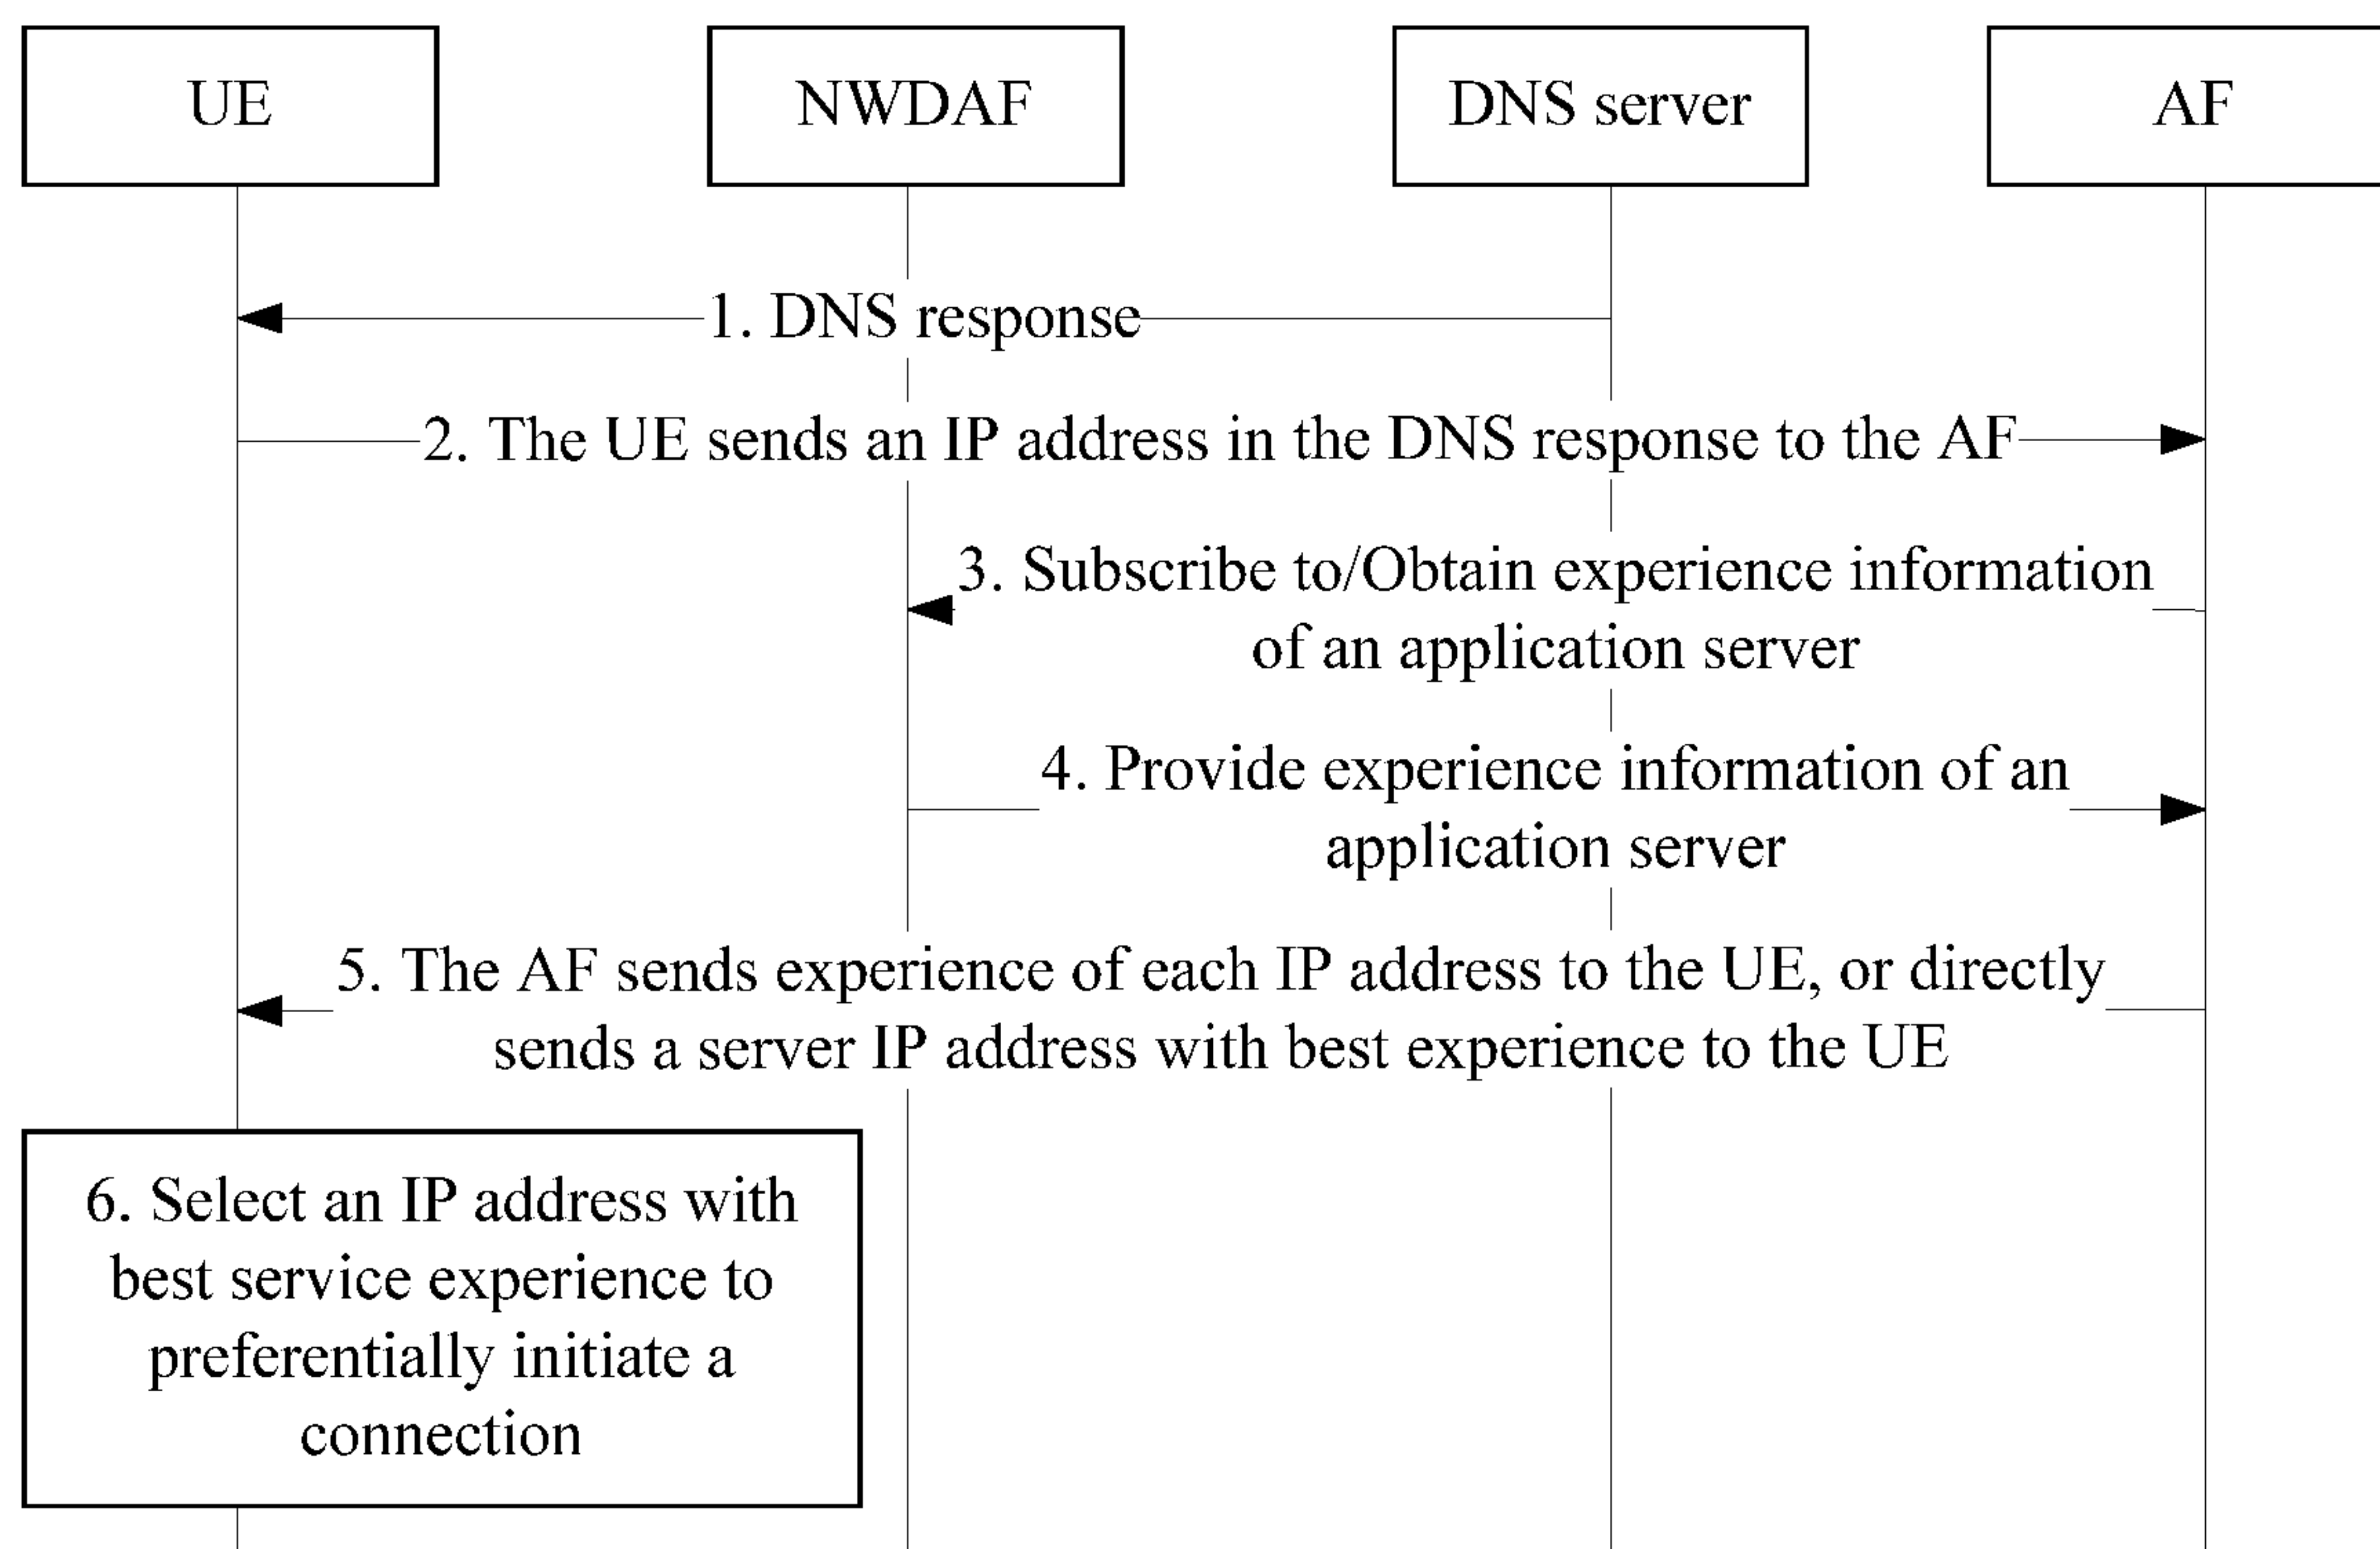 UE
NWDAF
DNS server
AF
1. DNS response
2. The UE sends an IP address in the DNS response to the AF
3. Subscribe to/Obtain experience information
of an application server
4. Provide experience information of an
application server
5. The AF sends experience of each IP address to the UE, or directly
sends a server IP address with best experience to the UE
6. Select an IP address with
best service experience to
preferentially initiate a
connection